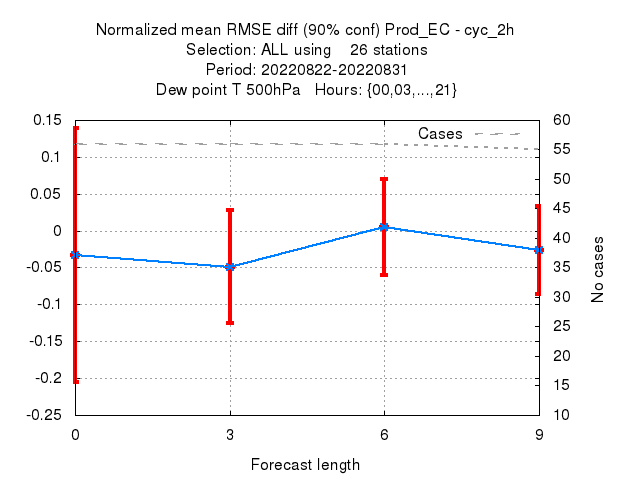 Normalized mean RMSE diff (90% conf) Prod_EC - cyc_2h
Selection: ALL using    26 stations
Period: 20220822-20220831
Dew point T 500hPa   Hours: {00,03,...,21}
Cases
0.15
0.1
0.05
0
-0.05
-0.1
-0.15
-0.2
-0.25
60
55
50
45
40
35
30
25
20
15
10
No cases
0 3 6 9
Forecast length